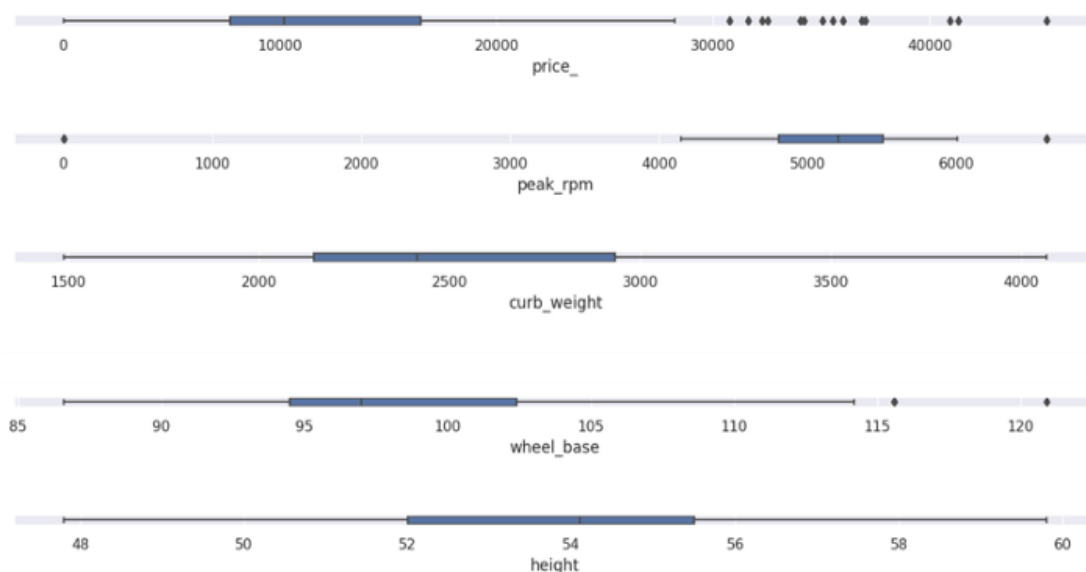 0 10000 20000 30000 40000
price_
0 1000 2000 3000 4000 5000 6000
peak_rpm
1500 2000 2500 3000 3500 4000
curb_weight
85 90 95 100 105 110 115 120
wheel_base
48 50 52 54 56 58 60
height